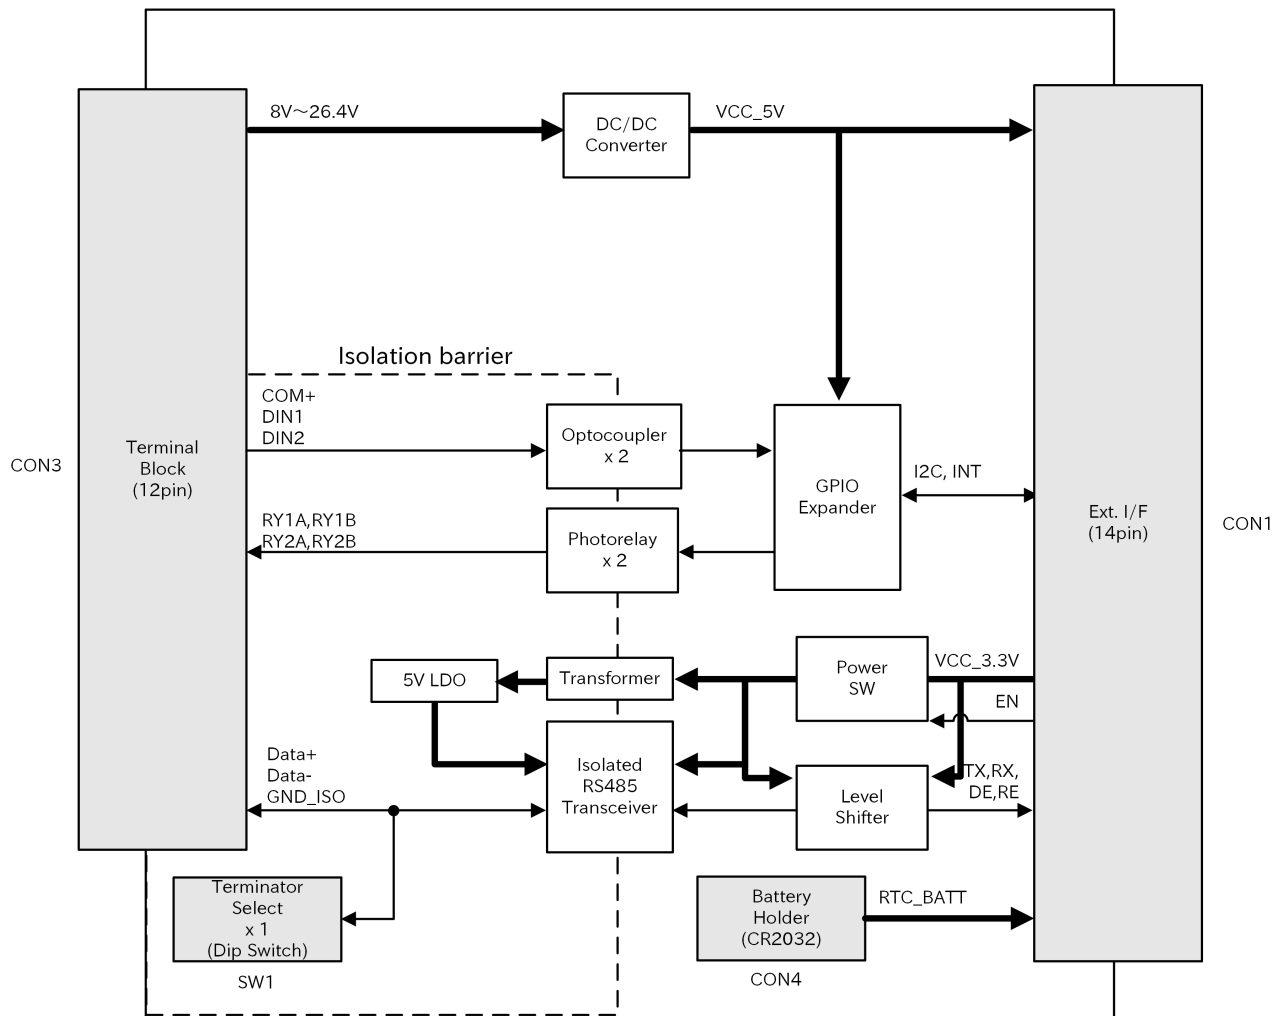 8V～26.4V
DC/DC
Converter
VCC_5V
Isolation barrier
COM+
DIN1
DIN2
Optocoupler
x 2
Terminal
Block
(12pin)
CON3
GPIO
Expander
I2C, INT
Ext. I/F
(14pin)
CON1
RY1A,RY1B
RY2A,RY2B
Photorelay
x 2
5V LDO
Transformer
Power
SW
VCC_3.3V
EN
Data+
Data-
GND_ISO
Isolated
RS485
Transceiver
Level
Shifter
TX,RX,
DE,RE
Terminator
Select
x 1
(Dip Switch)
SW1
Battery
Holder
(CR2032)
RTC_BATT
CON4